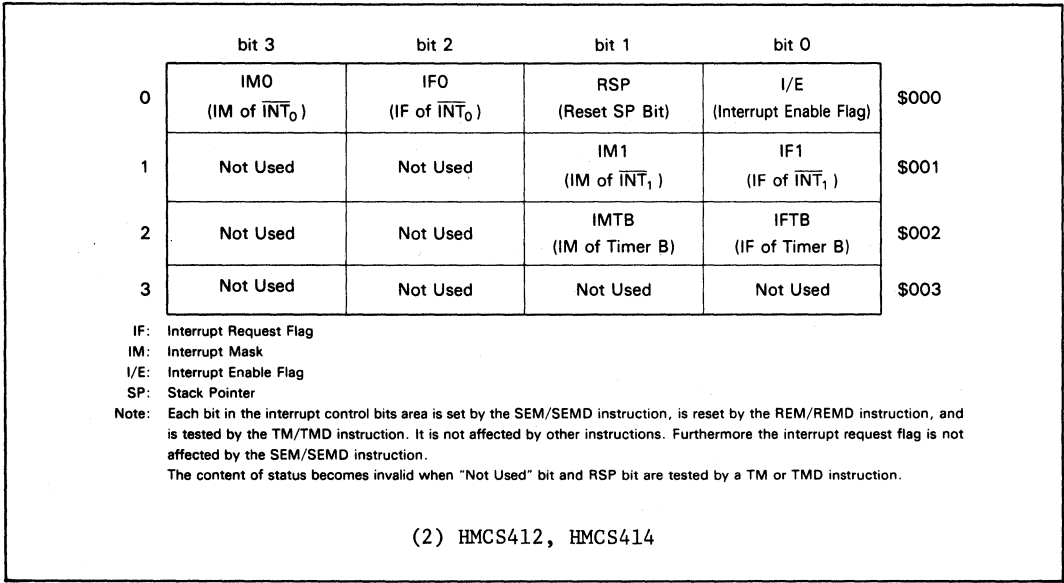 bit 3 bit 2 bit 1 bit 0
0 IM0 IF0 RSP I/E $000
(IM of INT0) (IF of INT0) (Reset SP Bit) (Interrupt Enable Flag)
1 Not Used Not Used IM1 IF1 $001
(IM of INT1) (IF of INT1)
2 Not Used Not Used IMTB IFTB $002
(IM of Timer B) (IF of Timer B)
3 Not Used Not Used Not Used Not Used $003
IF: Interrupt Request Flag
IM: Interrupt Mask
I/E: Interrupt Enable Flag
SP: Stack Pointer
Note: Each bit in the interrupt control bits area is set by the SEM/SEMD instruction, is reset by the REM/REMD instruction, and
is tested by the TM/TMD instruction. It is not affected by other instructions. Furthermore the interrupt request flag is not
affected by the SEM/SEMD instruction.
The content of status becomes invalid when "Not Used" bit and RSP bit are tested by a TM or TMD instruction.
(2) HMCS412, HMCS414